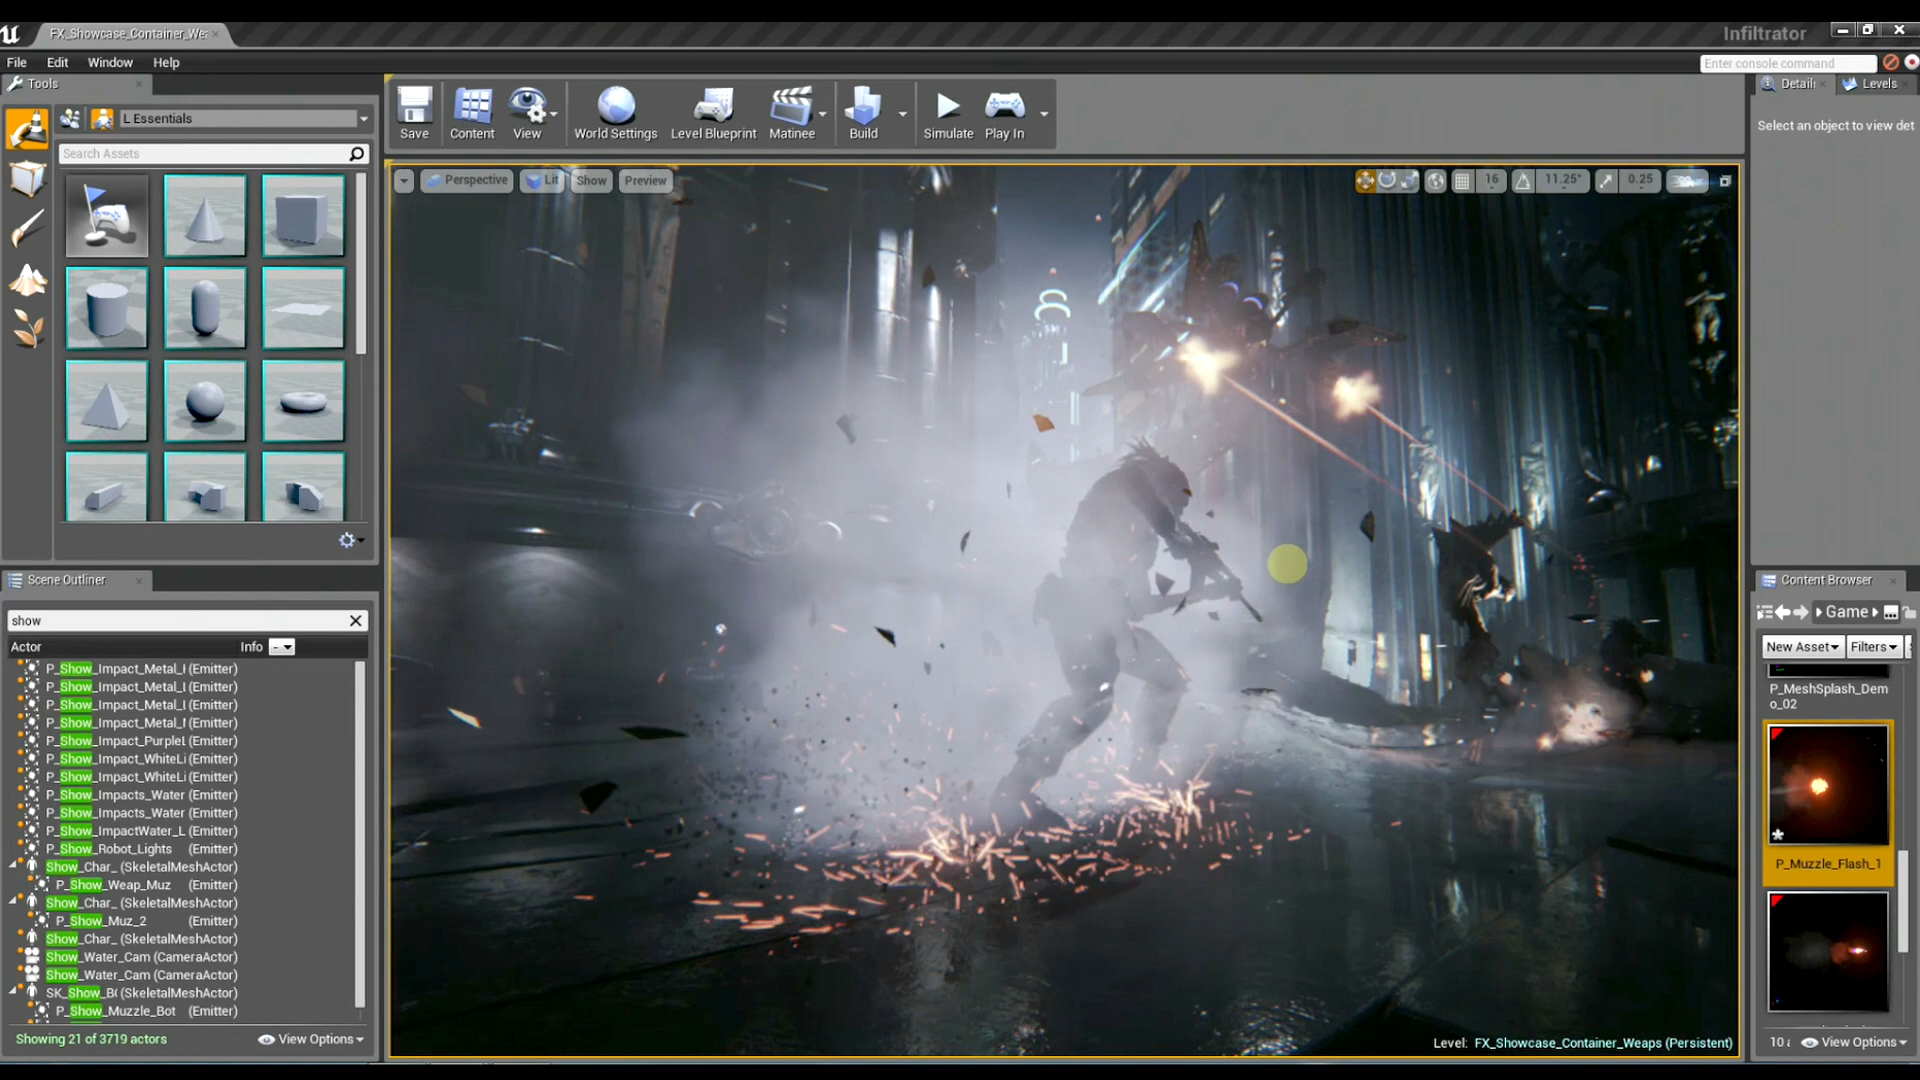 FX_Showcase_Container_We
Infiltrator
File Edit Window Help
Enter console command
Tools
Details
Levels
L Essentials
Search Assets
Save
Content
View
World Settings
Level Blueprint
Matinee
Build
Simulate
Play In
Select an object to view det
Perspective
Lit
Show
Preview
16
11.25°
0.25
Scene Outliner
show
Actor
Info
P_Show_Impact_Metal_I (Emitter)
P_Show_Impact_Metal_I (Emitter)
P_Show_Impact_Metal_I (Emitter)
P_Show_Impact_Metal_I (Emitter)
P_Show_Impact_PurpleL (Emitter)
P_Show_Impact_WhiteLi (Emitter)
P_Show_Impact_WhiteLi (Emitter)
P_Show_Impacts_Water (Emitter)
P_Show_Impacts_Water (Emitter)
P_Show_ImpactWater_L (Emitter)
P_Show_Robot_Lights (Emitter)
Show_Char_ (SkeletalMeshActor)
P_Show_Weap_Muz (Emitter)
Show_Char_ (SkeletalMeshActor)
P_Show_Muz_2 (Emitter)
Show_Char_ (SkeletalMeshActor)
Show_Water_Cam (CameraActor)
Show_Water_Cam (CameraActor)
SK_Show_B( (SkeletalMeshActor)
P_Show_Muzzle_Bot (Emitter)
Showing 21 of 3719 actors
View Options
Level: FX_Showcase_Container_Weaps (Persistent)
Content Browser
Game
New Asset
Filters
P_MeshSplash_Dem
o_02
P_Muzzle_Flash_1
10
View Options